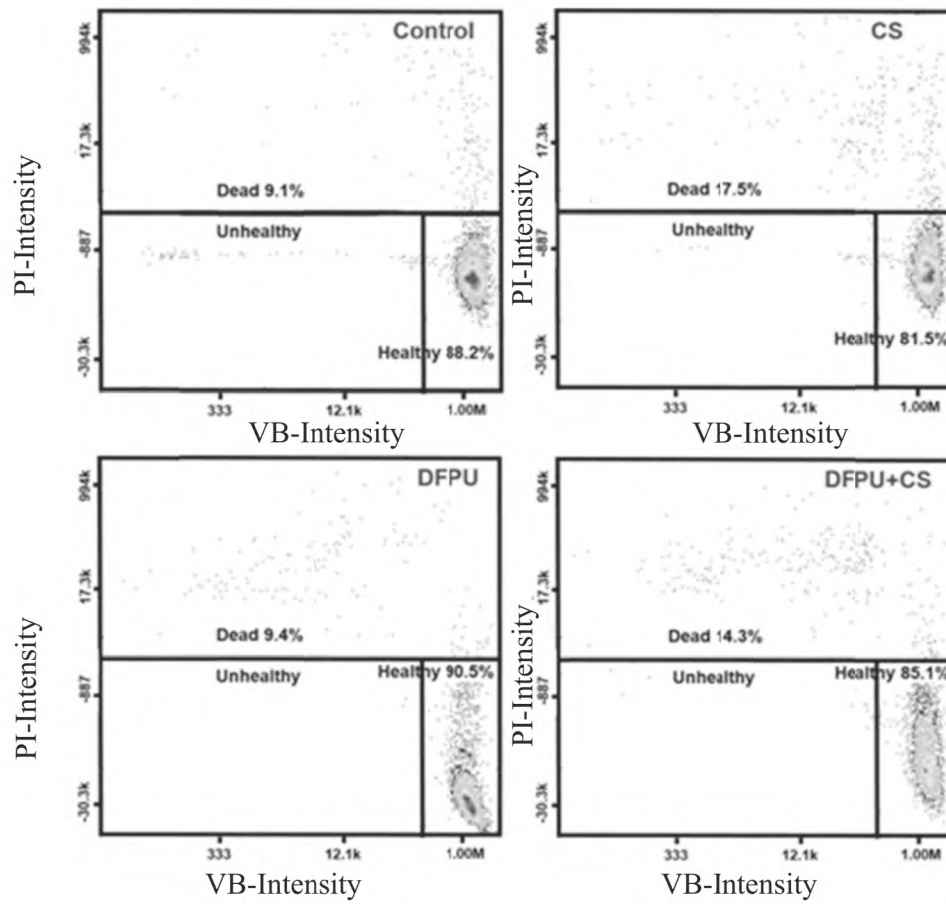 Control
994k
17.3k
-887
-30.3k
PI-Intensity
Dead 9.1%
Unhealthy
Healthy 88.2%
333
12.1k
1.00M
VB-Intensity
CS
994k
17.3k
-887
-30.3k
PI-Intensity
Dead 17.5%
Unhealthy
Healthy 81.5%
333
12.1k
1.00M
VB-Intensity
DFPU
994k
17.3k
-887
-30.3k
PI-Intensity
Dead 9.4%
Unhealthy
Healthy 90.5%
333
12.1k
1.00M
VB-Intensity
DFPU+CS
994k
17.3k
-887
-30.3k
PI-Intensity
Dead 14.3%
Unhealthy
Healthy 85.1%
333
12.1k
1.00M
VB-Intensity